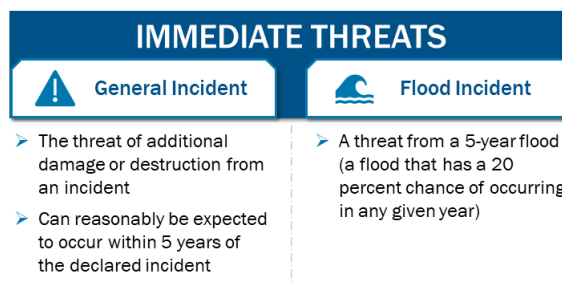 IMMEDIATE THREATS
General Incident
The threat of additional
damage or destruction from
an incident
Can reasonably be expected
to occur within 5 years of
the declared incident
Flood Incident
A threat from a 5-year flood
(a flood that has a 20
percent chance of occurring
in any given year)